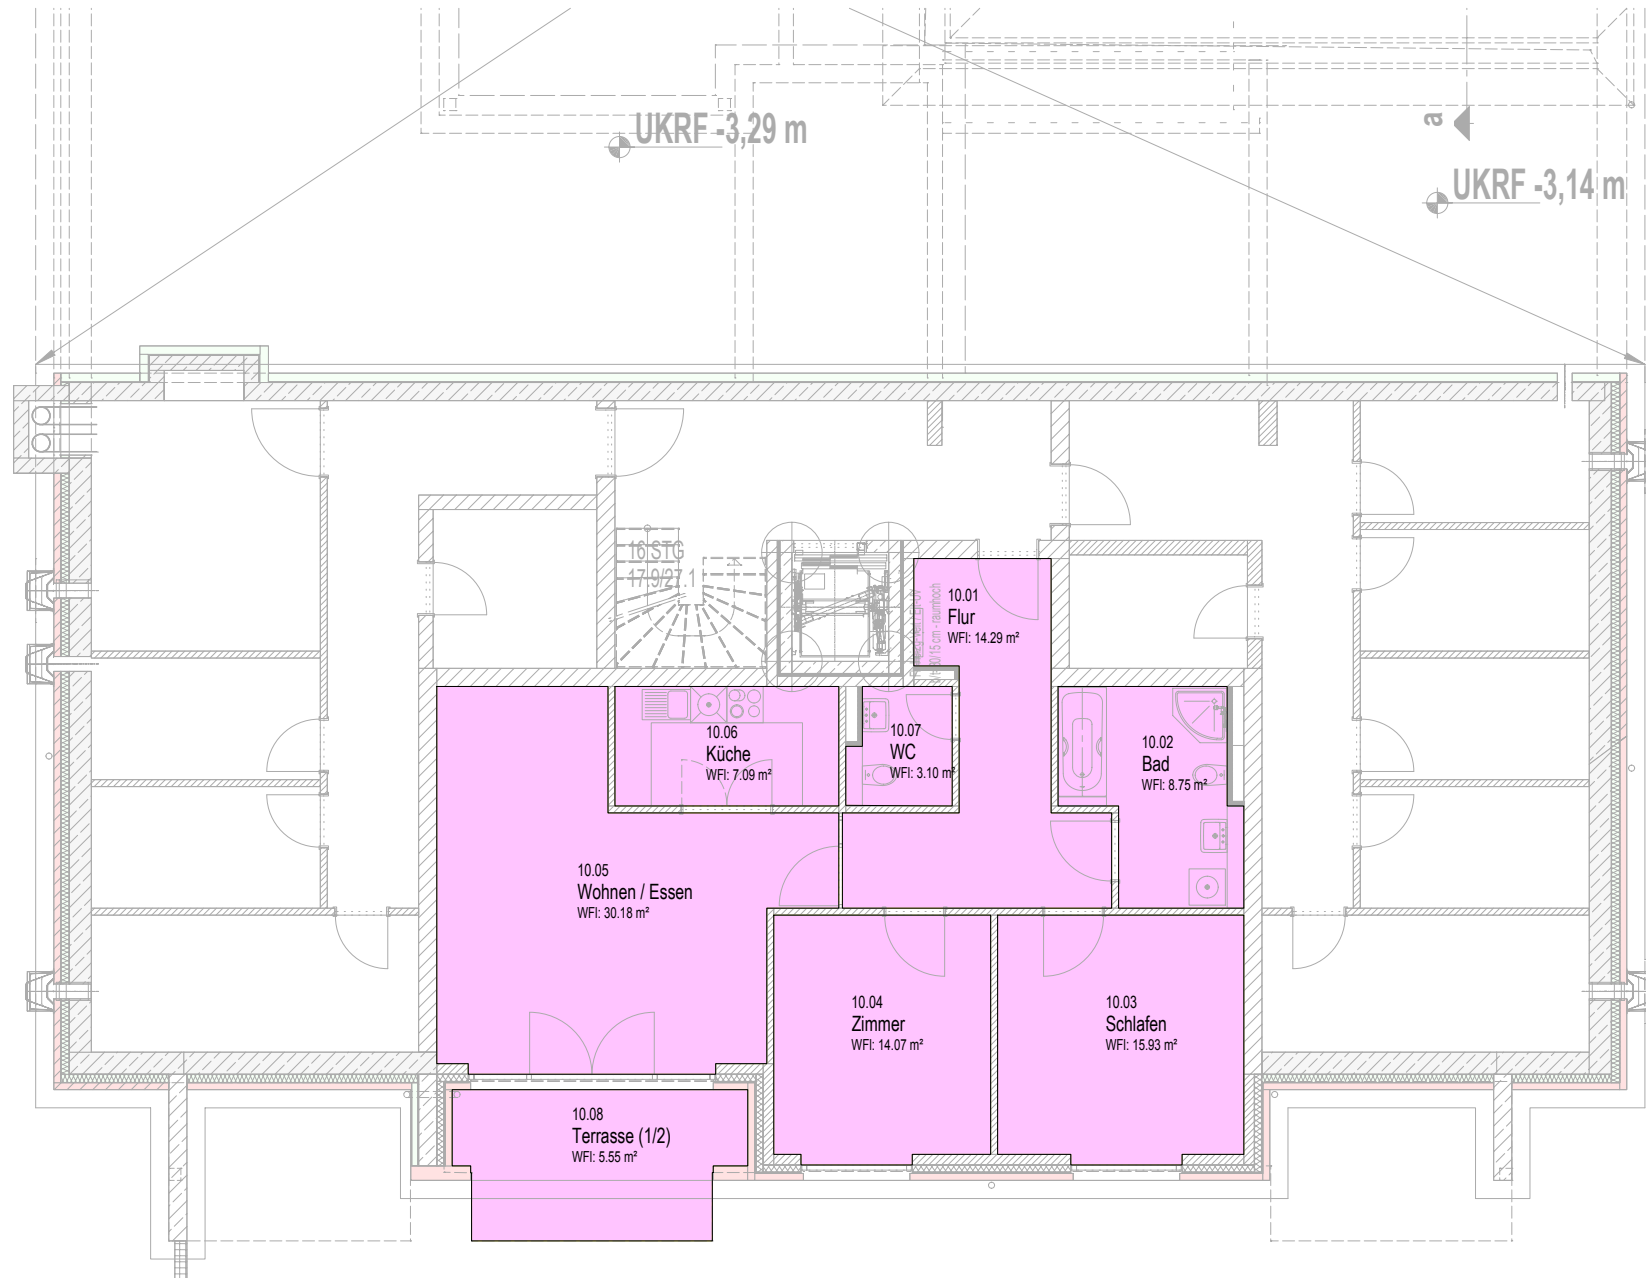 UKRF -3,29 m
a
UKRF -3,14 m
16 STG
17.9/27.1
10.01
Flur
WFl: 14.29 m²
15 cm - raumhoch
10.06
Küche
WFl: 7.09 m²
10.07
WC
WFl: 3.10 m²
10.02
Bad
WFl: 8.75 m²
10.05
Wohnen / Essen
WFl: 30.18 m²
10.04
Zimmer
WFl: 14.07 m²
10.03
Schlafen
WFl: 15.93 m²
10.08
Terrasse (1/2)
WFl: 5.55 m²